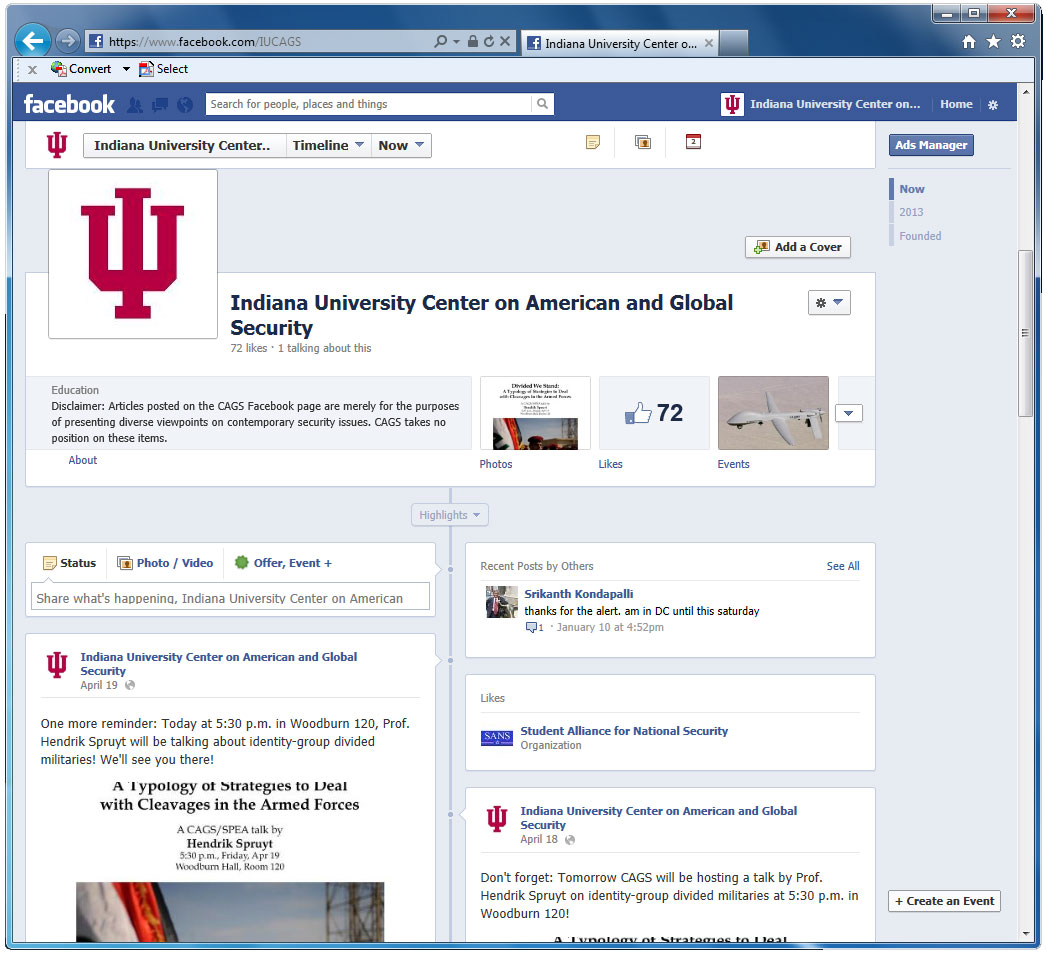 https://www.facebook.com/IUCAGS
Indiana University Center o...
Convert
Select
facebook
Search for people, places and things
Indiana University Center on...
Home
Indiana University Center..
Timeline
Now
2
Ads Manager
Now
2013
Founded
Add a Cover
Indiana University Center on American and Global
Security
72 likes · 1 talking about this
Education
Disclaimer: Articles posted on the CAGS Facebook page are merely for the purposes
of presenting diverse viewpoints on contemporary security issues. CAGS takes no
position on these items.
About
Divided We Stand:
A Typology of Strategies to Deal
with Cleavages in the Armed Forces
Hendrik Spruyt
Photos
72
Likes
Events
Highlights
Status
Photo / Video
Offer, Event +
Share what's happening, Indiana University Center on American
Indiana University Center on American and Global
Security
April 19
One more reminder: Today at 5:30 p.m. in Woodburn 120, Prof.
Hendrik Spruyt will be talking about identity-group divided
militaries! We'll see you there!
A Typology of Strategies to Deal
with Cleavages in the Armed Forces
A CAGS/SPEA talk by
Hendrik Spruyt
5:30 p.m., Friday, Apr 19
Woodburn Hall, Room 120
Recent Posts by Others
See All
Srikanth Kondapalli
thanks for the alert. am in DC until this saturday
1 · January 10 at 4:52pm
Likes
SANS
Student Alliance for National Security
Organization
Indiana University Center on American and Global
Security
April 18
Don't forget: Tomorrow CAGS will be hosting a talk by Prof.
Hendrik Spruyt on identity-group divided militaries at 5:30 p.m. in
Woodburn 120!
A Typology of Strategies to Deal
+ Create an Event